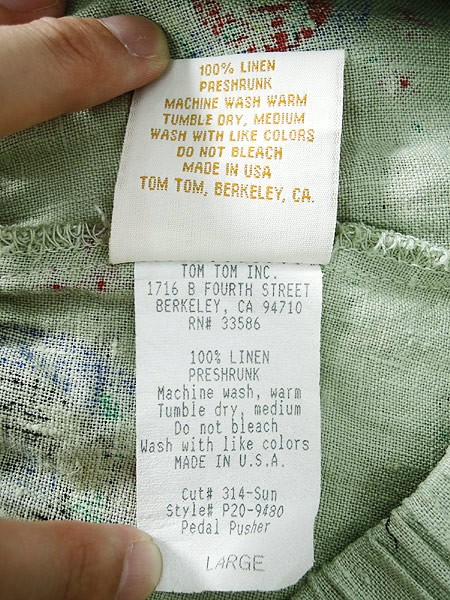 100% LINEN
PRESHRUNK
MACHINE WASH WARM
TUMBLE DRY, MEDIUM
WASH WITH LIKE COLORS
DO NOT BLEACH
MADE IN USA
TOM TOM, BERKELEY, CA.
TOM TOM INC.
1716 B FOURTH STREET
BERKELEY, CA 94710
RN# 33586
100% LINEN
PRESHRUNK
Machine wash, warm
Tumble dry, medium
Do not bleach
Wash with like colors
MADE IN U.S.A.
Cut# 314-Sun
Style# P20-9480
Pedal Pusher
LARGE